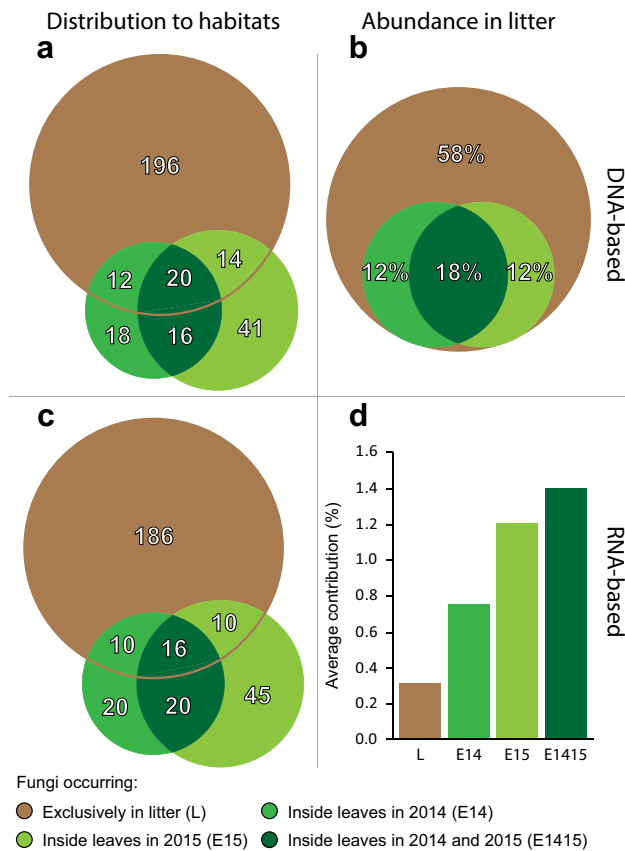 Distribution to habitats
Abundance in litter
a
196
12
20
14
18
16
41
b
58%
12%
18%
12%
DNA-based
c
186
10
16
10
20
20
45
d
Average contribution (%)
1.6
1.4
1.2
1.0
0.8
0.6
0.4
0.2
0.0
L E14 E15 E1415
RNA-based
Fungi occurring:
Exclusively in litter (L)
Inside leaves in 2014 (E14)
Inside leaves in 2015 (E15)
Inside leaves in 2014 and 2015 (E1415)